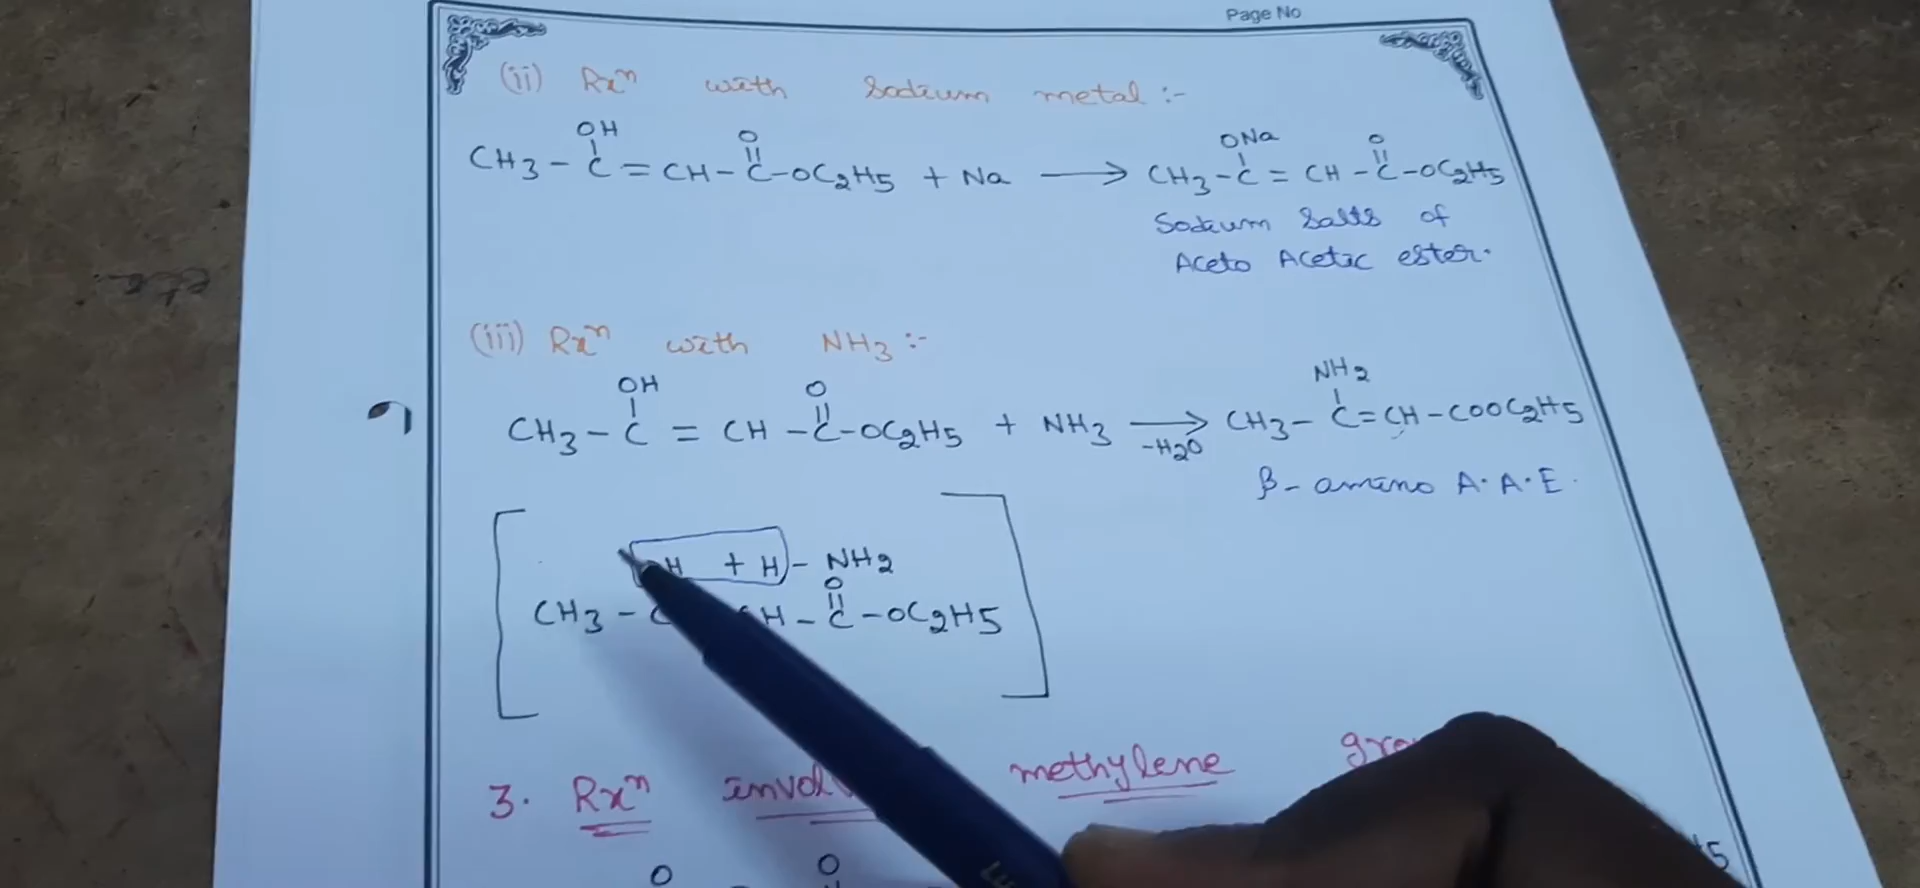 Page No
(ii) Rxⁿ with Sodium metal :-
OH O
CH3 - C = CH - C - OC2H5 + Na ⟶ CH3 - C = CH - C - OC2H5
ONa O
Sodium Salts of
Aceto Acetic ester.
(iii) Rxⁿ with NH3 :-
OH O NH2
CH3 - C = CH - C - OC2H5 + NH3 ⟶ CH3 - C = CH - COOC2H5
-H2O
β- amino A.A.E.
H + H - NH2
O
CH3 - C H - C - OC2H5
3. Rxⁿ methylene
O O
5